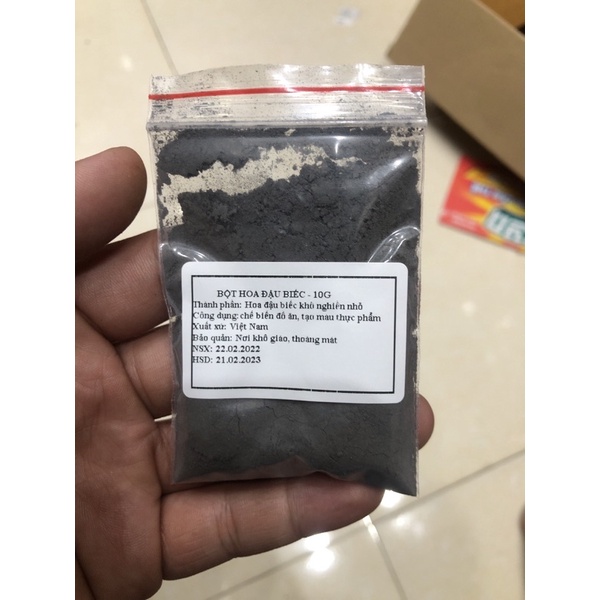 BỘT HOA ĐẬU BIẾC - 10G
Thành phần: Hoa đậu biếc khô nghiền nhỏ
Công dụng: chế biến đồ ăn, tạo màu thực phẩm
Xuất xứ: Việt Nam
Bảo quản: Nơi khô giáo, thoáng mát
NSX: 22.02.2022
HSD: 21.02.2023